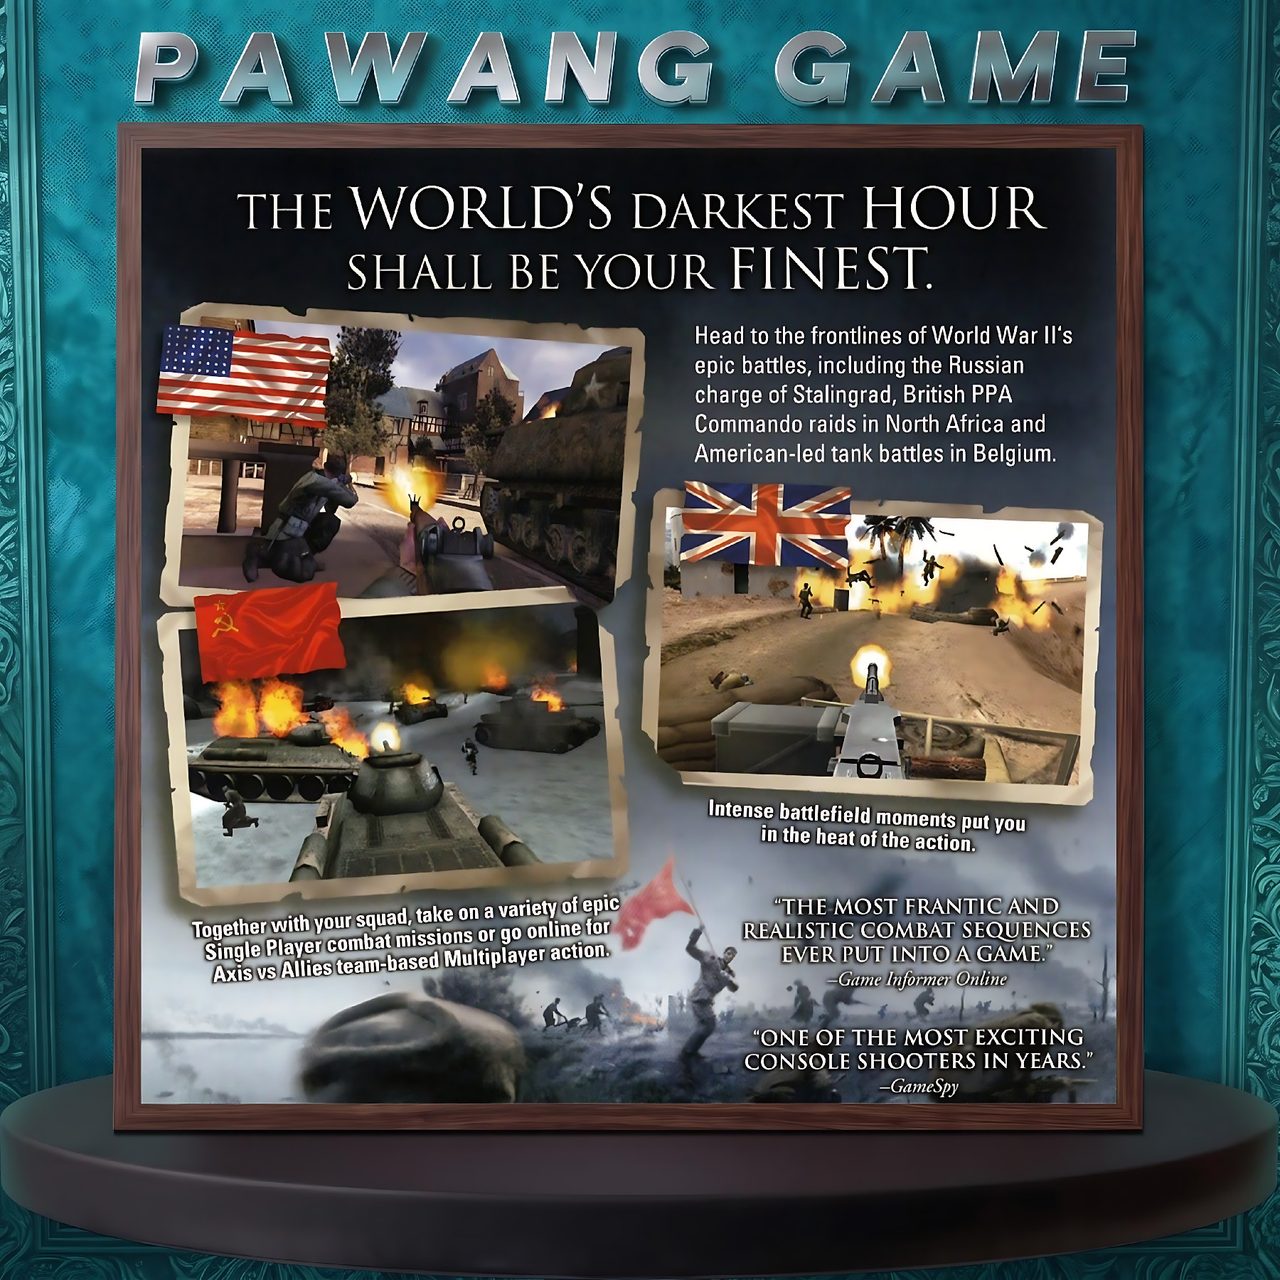 PAWANG GAME
THE WORLD'S DARKEST HOUR
SHALL BE YOUR FINEST.
Head to the frontlines of World War II's
epic battles, including the Russian
charge of Stalingrad, British PPA
Commando raids in North Africa and
American-led tank battles in Belgium.
Intense battlefield moments put you
in the heat of the action.
Together with your squad, take on a variety of epic
Single Player combat missions or go online for
Axis vs Allies team-based Multiplayer action.
"THE MOST FRANTIC AND
REALISTIC COMBAT SEQUENCES
EVER PUT INTO A GAME."
–Game Informer Online
"ONE OF THE MOST EXCITING
CONSOLE SHOOTERS IN YEARS."
–GameSpy